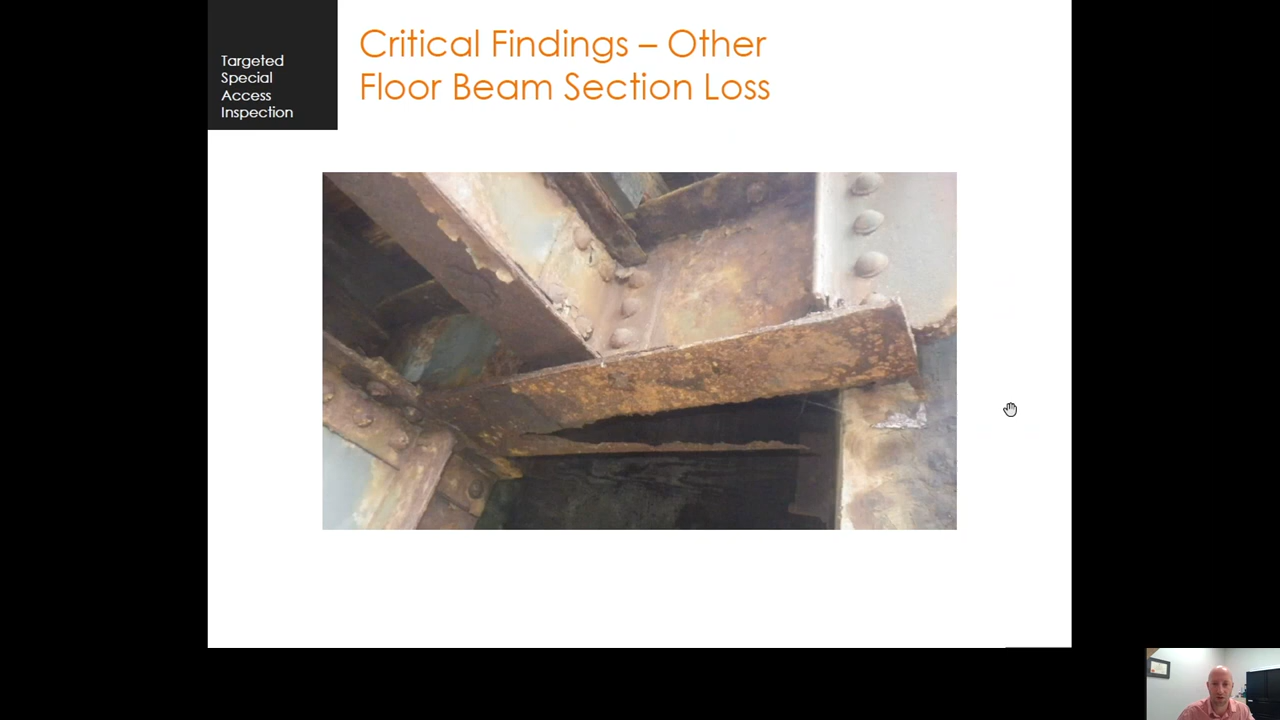 Targeted
Special
Access
Inspection
Critical Findings – Other
Floor Beam Section Loss